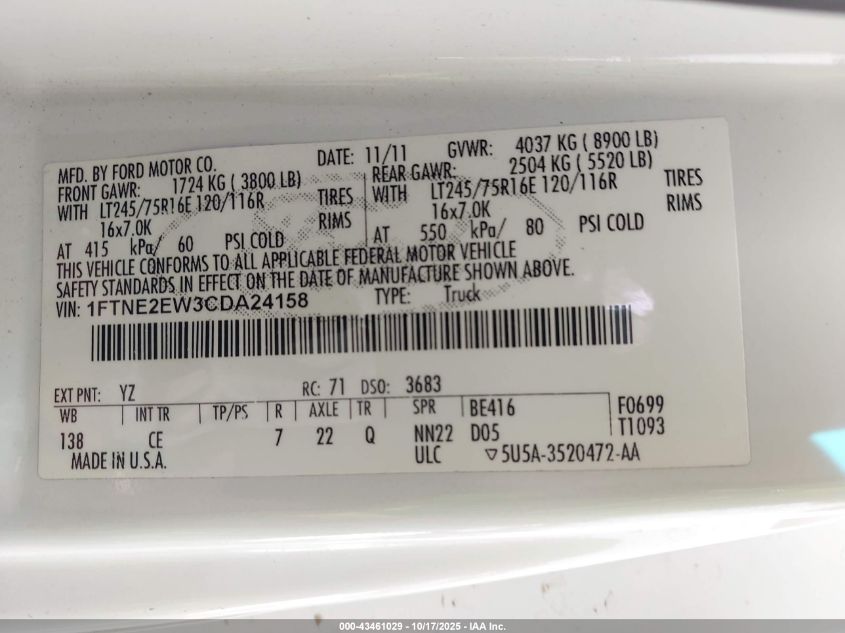 MFD. BY FORD MOTOR CO. DATE: 11/11 GVWR: 4037 KG ( 8900 LB)
FRONT GAWR: 1724 KG ( 3800 LB) REAR GAWR: 2504 KG ( 5520 LB)
WITH LT245/75R16E 120/116R TIRES WITH LT245/75R16E 120/116R TIRES
16x7.0K RIMS 16x7.0K RIMS
AT 415 kPa/ 60 PSI COLD AT 550 kPa/ 80 PSI COLD
THIS VEHICLE CONFORMS TO ALL APPLICABLE FEDERAL MOTOR VEHICLE
SAFETY STANDARDS IN EFFECT ON THE DATE OF MANUFACTURE SHOWN ABOVE.
VIN: 1FTNE2EW3CDA24158 TYPE: Truck
EXT PNT: YZ RC: 71 DSO: 3683
WB INT TR TP/PS R AXLE TR SPR BE416 F0699
138 CE 7 22 Q NN22 D05 T1093
MADE IN U.S.A. ULC ▽5U5A-3520472-AA
000-43461029 - 10/17/2025 - IAA Inc.